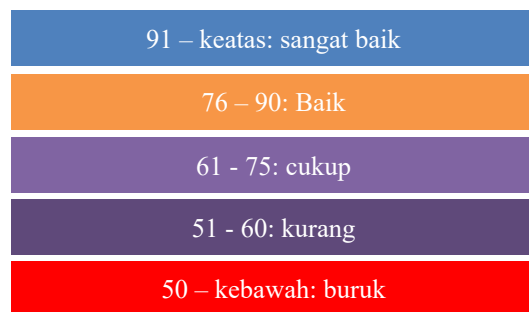 91 – keatas: sangat baik
76 – 90: Baik
61 - 75: cukup
51 - 60: kurang
50 – kebawah: buruk